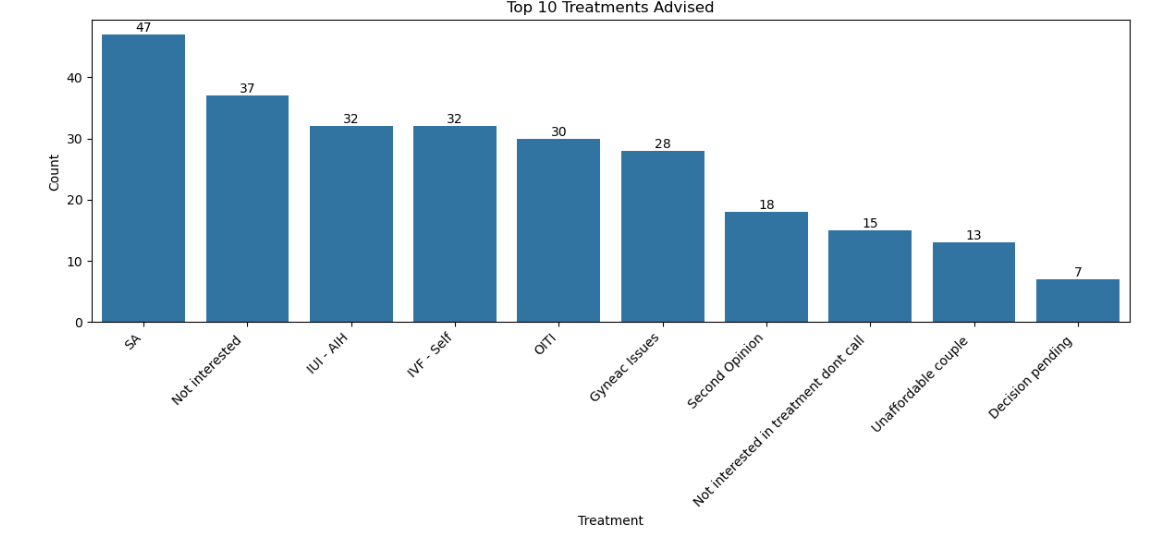 Top 10 Treatments Advised
47
37
32
32
30
28
18
15
13
7
Count
40
30
20
10
0
SA
Not interested
IUI - AIH
IVF - Self
OITI
Gyneac Issues
Second Opinion
Not interested in treatment dont call
Unaffordable couple
Decision pending
Treatment